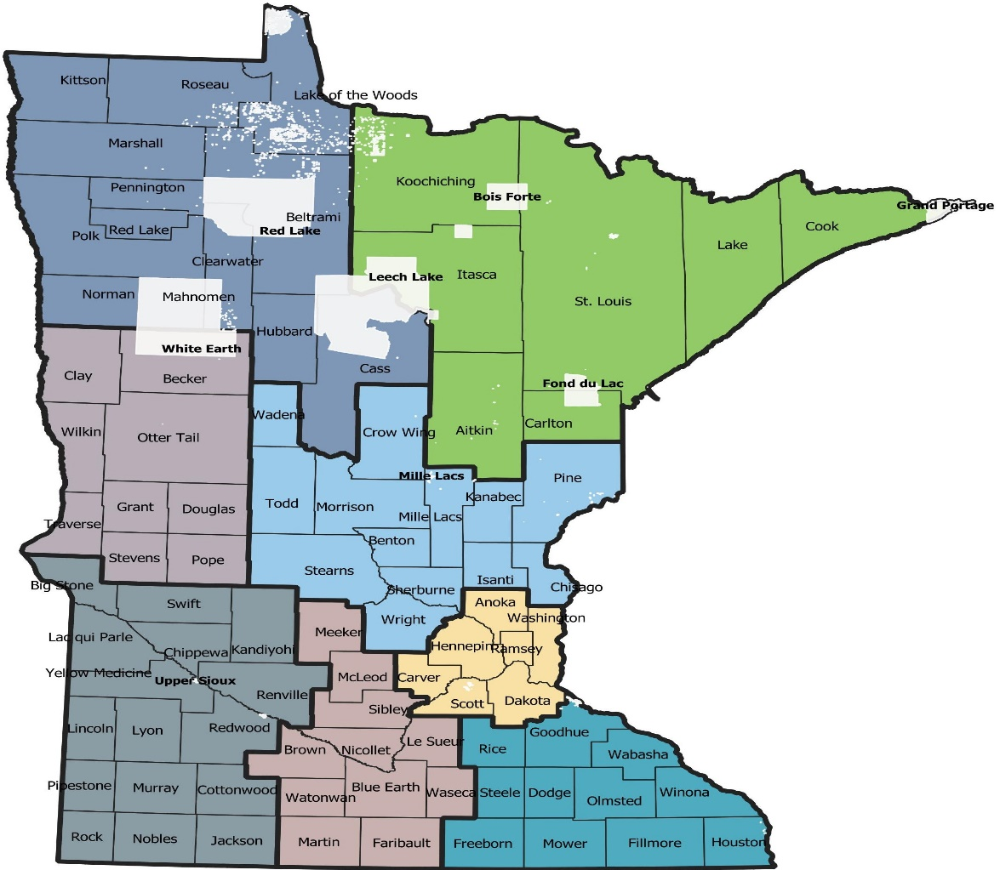 Kittson
Roseau
Lake of the Woods
Marshall
Koochiching
Pennington
Bois Forte
Grand Portage
Beltrami
Red Lake
Red Lake
Polk
Cook
Lake
Clearwater
Leech Lake
Itasca
Norman
Mahnomen
St. Louis
Hubbard
White Earth
Cass
Clay
Becker
Fond du Lac
Wadena
Carlton
Wilkin
Crow Wing
Aitkin
Otter Tail
Mille Lacs
Pine
Kanabec
Todd
Morrison
Grant
Douglas
Mille Lacs
Traverse
Benton
Stevens
Pope
Stearns
Isanti
Big Stone
Sherburne
Chisago
Swift
Anoka
Wright
Washington
Lac qui Parle
Meeker
Hennepin
Ramsey
Chippewa
Kandiyohi
Yellow Medicine
Upper Sioux
McLeod
Carver
Renville
Scott
Dakota
Sibley
Lincoln
Lyon
Redwood
Goodhue
Le Sueur
Brown
Nicollet
Rice
Wabasha
Pipestone
Murray
Cottonwood
Blue Earth
Watonwan
Waseca
Steele
Dodge
Olmsted
Winona
Rock
Nobles
Jackson
Martin
Faribault
Freeborn
Mower
Fillmore
Houston